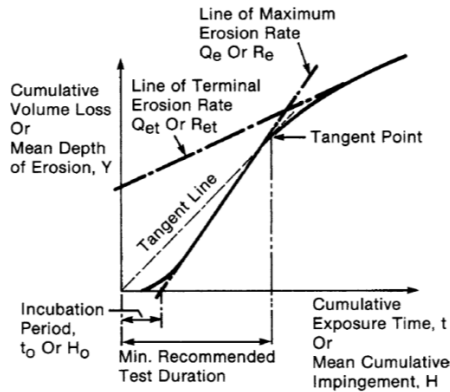 Line of Maximum
Erosion Rate
Qe Or Re
Cumulative
Volume Loss
Or
Mean Depth
of Erosion, Y
Line of Terminal
Erosion Rate
Qet Or Ret
Tangent Point
Tangent Line
Incubation
Period,
to Or Ho
Min. Recommended
Test Duration
Cumulative
Exposure Time, t
Or
Mean Cumulative
Impingement, H